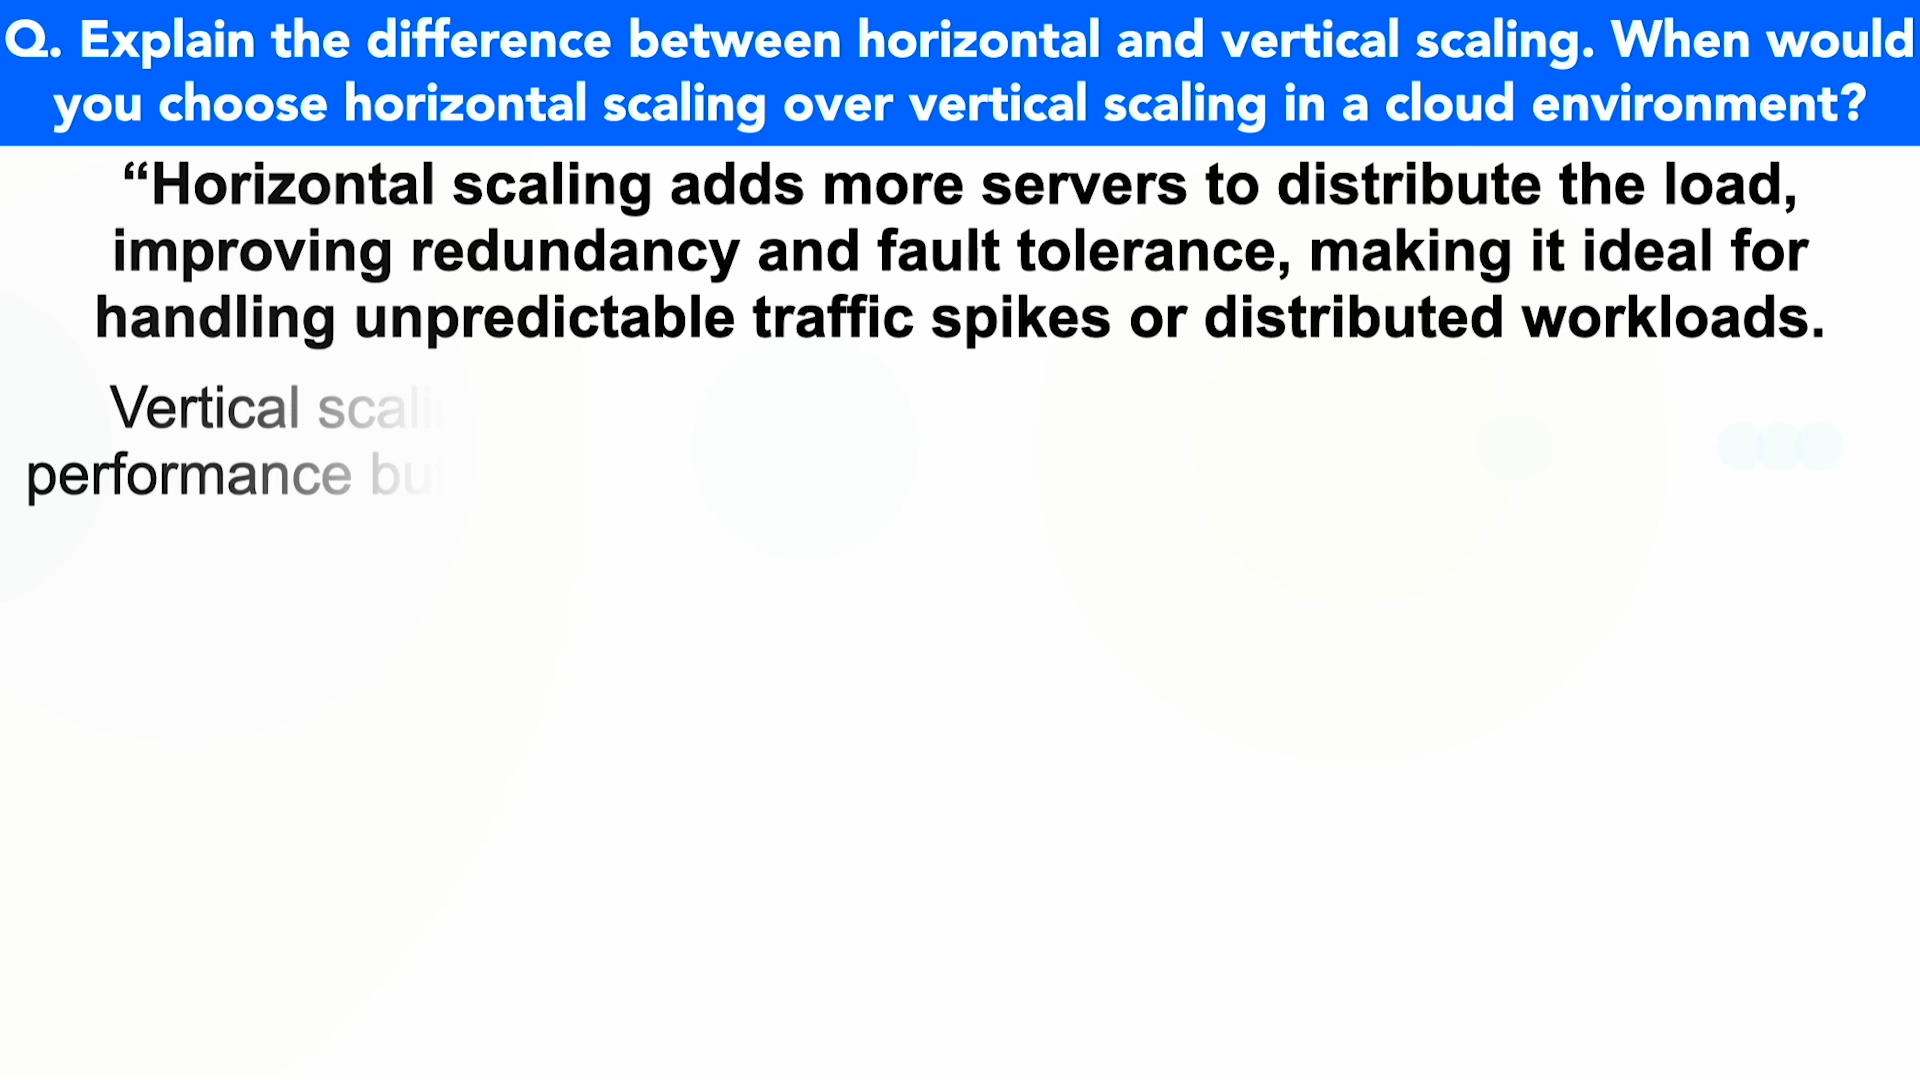 Q. Explain the difference between horizontal and vertical scaling. When would
you choose horizontal scaling over vertical scaling in a cloud environment?
“Horizontal scaling adds more servers to distribute the load,
improving redundancy and fault tolerance, making it ideal for
handling unpredictable traffic spikes or distributed workloads.
Vertical
performance